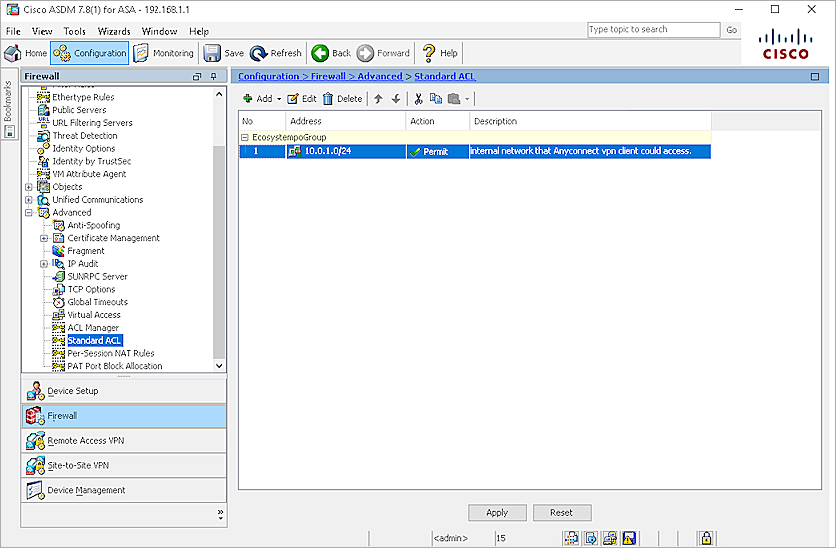 Cisco ASDM 7.8(1) for ASA - 192.168.1.1
File View Tools Wizards Window Help
Type topic to search
Go
Home Configuration Monitoring Save Refresh Back Forward Help
CISCO
Bookmarks
Firewall
Ethertype Rules
Public Servers
URL Filtering Servers
Threat Detection
Identity Options
Identity by TrustSec
VM Attribute Agent
Objects
Unified Communications
Advanced
Anti-Spoofing
Certificate Management
Fragment
IP Audit
SUNRPC Server
TCP Options
Global Timeouts
Virtual Access
ACL Manager
Standard ACL
Per-Session NAT Rules
PAT Port Block Allocation
Device Setup
Firewall
Remote Access VPN
Site-to-Site VPN
Device Management
Configuration > Firewall > Advanced > Standard ACL
Add Edit Delete
No Address Action Description
EcosystempoGroup
1 10.0.1.0/24 Permit Internal network that Anyconnect vpn client could access.
Apply Reset
<admin> 15